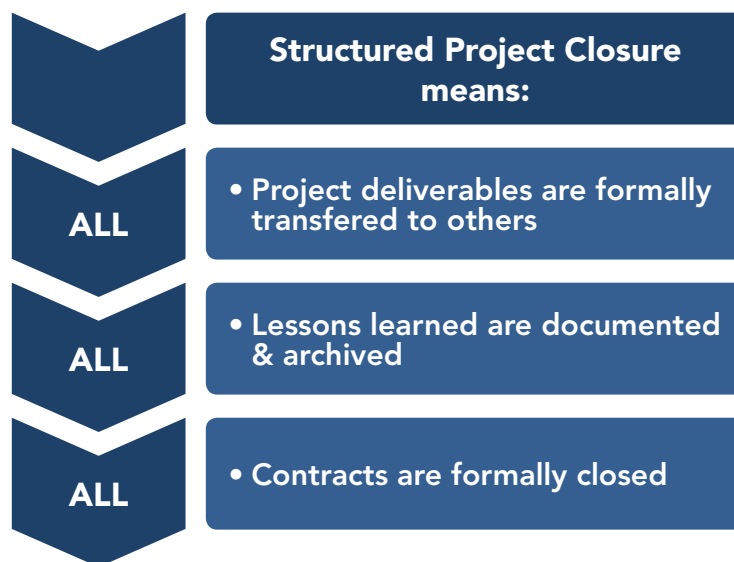 Structured Project Closure
means:
ALL
• Project deliverables are formally
transfered to others
ALL
• Lessons learned are documented
& archived
ALL
• Contracts are formally closed